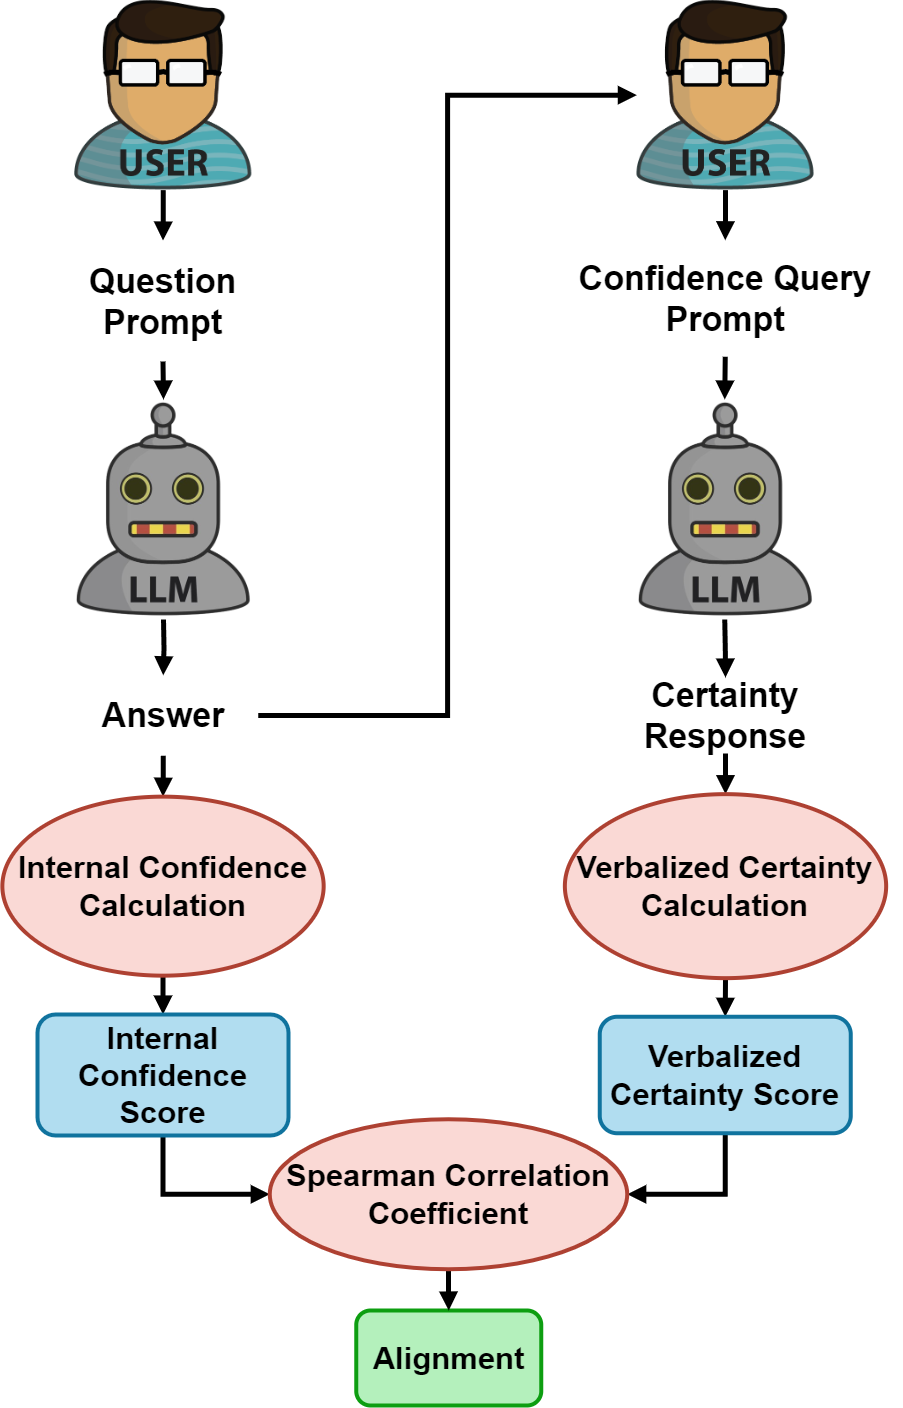 USER
Question
Prompt
LLM
Answer
Internal Confidence
Calculation
Internal
Confidence
Score
USER
Confidence Query
Prompt
LLM
Certainty
Response
Verbalized Certainty
Calculation
Verbalized
Certainty Score
Spearman Correlation
Coefficient
Alignment